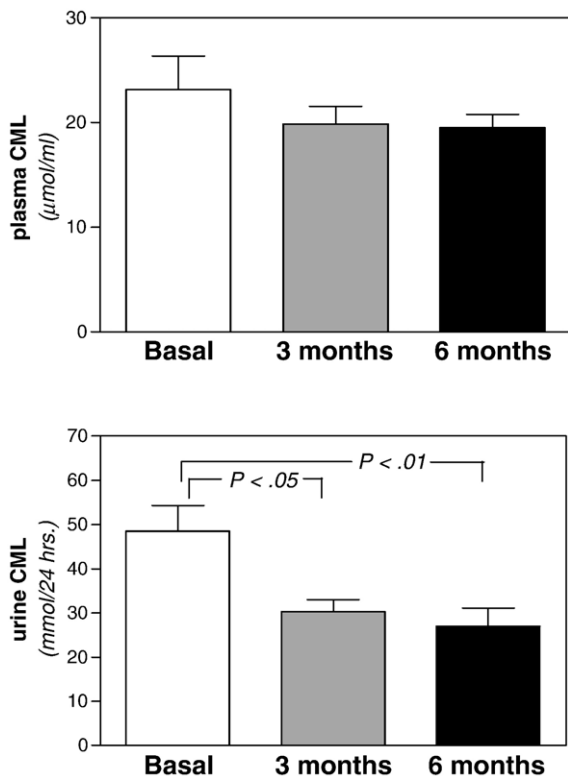 30
20
10
0
plasma CML
(μmol/ml)
Basal 3 months 6 months
70
60
50
40
30
20
10
0
urine CML
(mmol/24 hrs.)
P < .01
P < .05
Basal 3 months 6 months